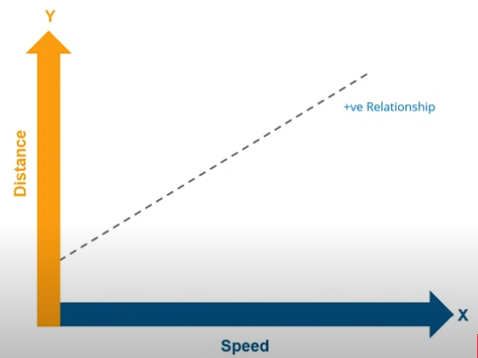 Y
+ve Relationship
Distance
X
Speed